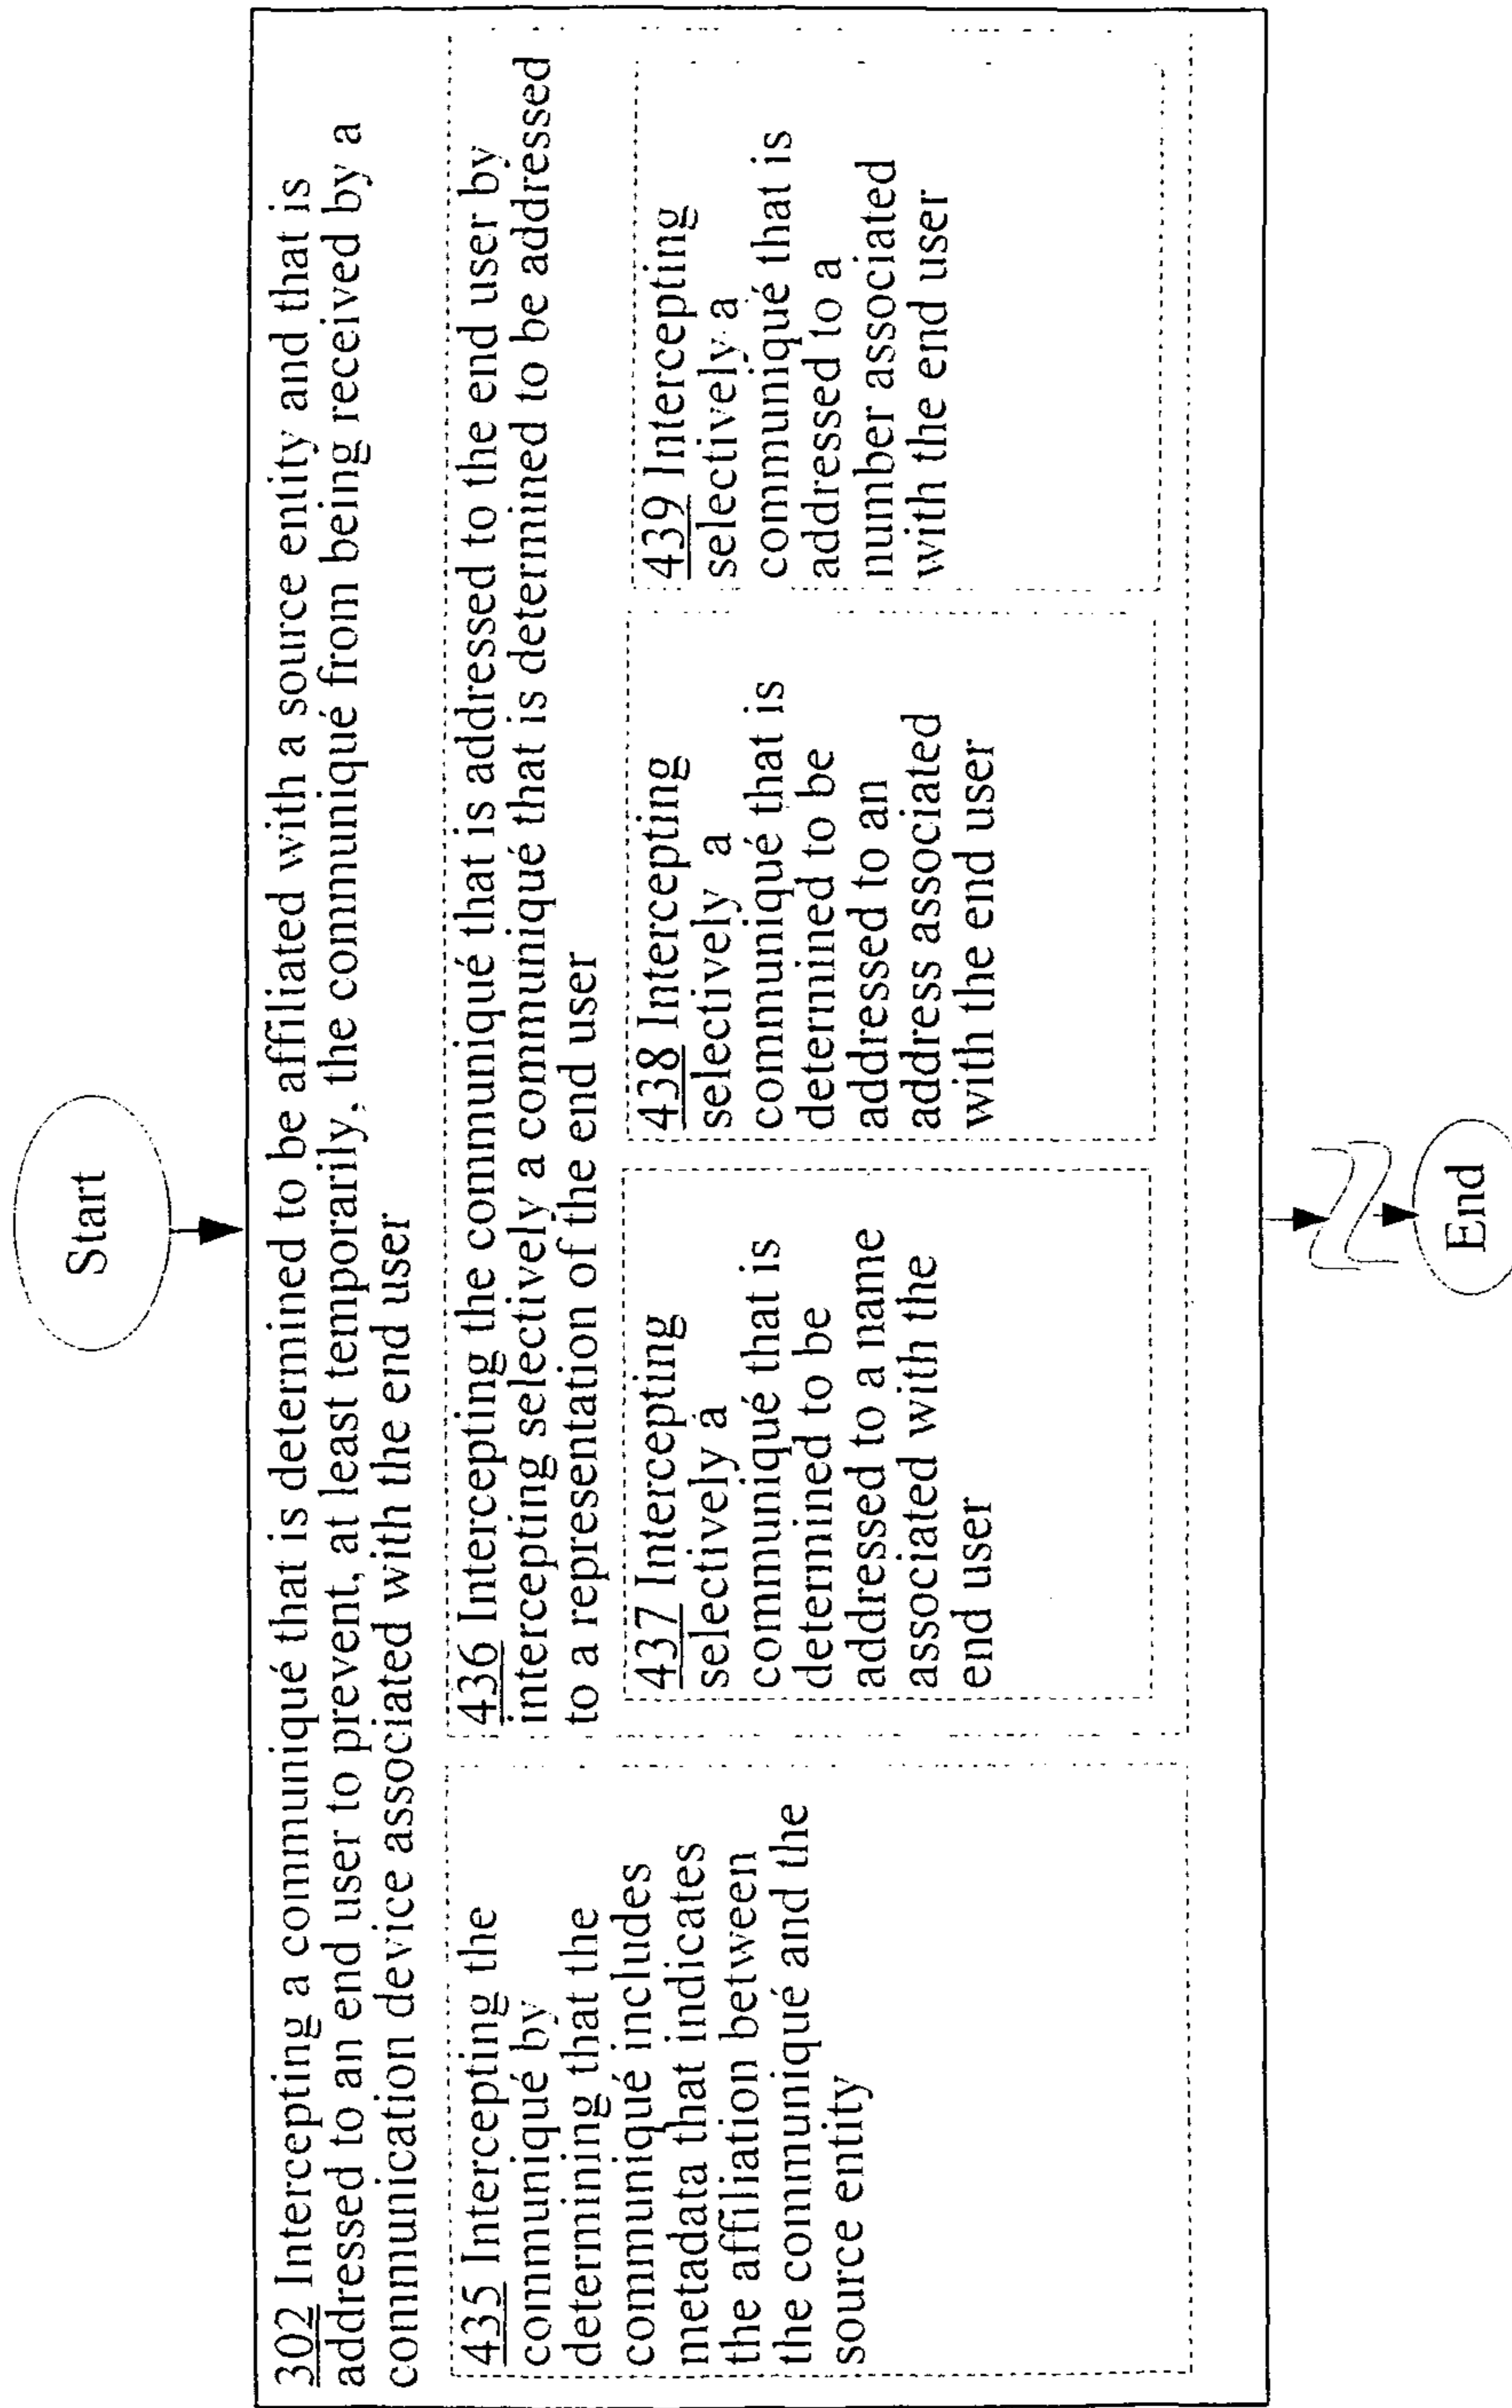 Start
302 Intercepting a communiqué that is determined to be affiliated with a source entity and that is
addressed to an end user to prevent, at least temporarily, the communiqué from being received by a
communication device associated with the end user
435 Intercepting the
communiqué by
determining that the
communiqué includes
metadata that indicates
the affiliation between
the communiqué and the
source entity
436 Intercepting the communiqué that is addressed to the end user by
intercepting selectively a communiqué that is determined to be addressed
to a representation of the end user
437 Intercepting
selectively a
communiqué that is
determined to be
addressed to a name
associated with the
end user
438 Intercepting
selectively a
communiqué that is
determined to be
addressed to an
address associated
with the end user
439 Intercepting
selectively a
communiqué that is
addressed to a
number associated
with the end user
End